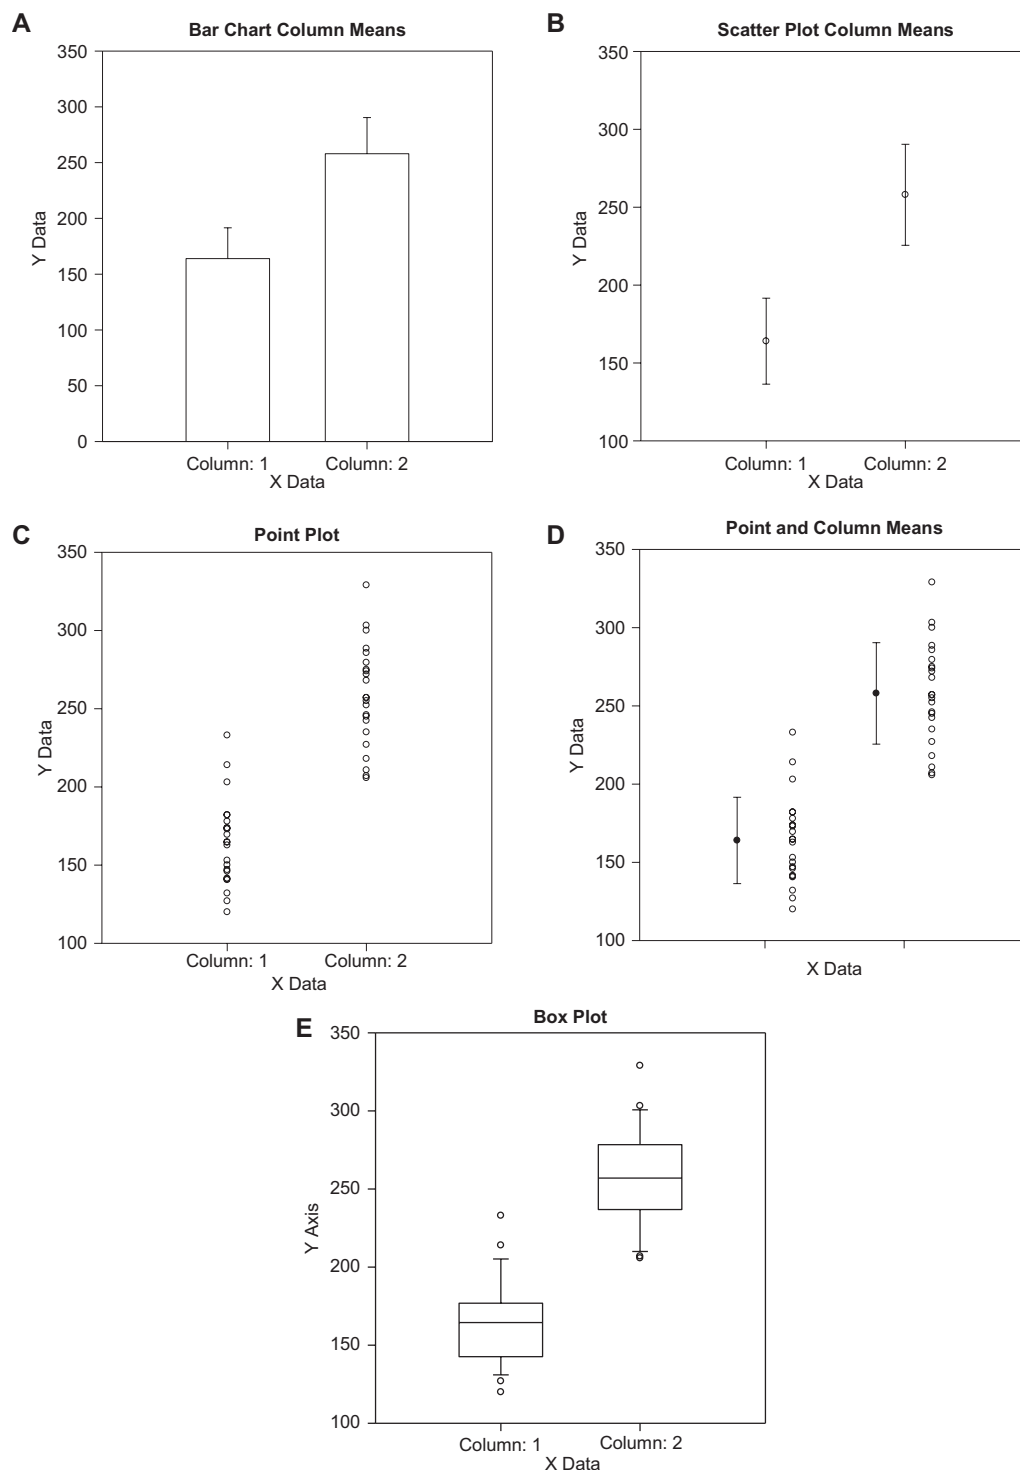 A
Bar Chart Column Means
350
300
250
200
150
100
50
0
Y Data
Column: 1
Column: 2
X Data
B
Scatter Plot Column Means
350
300
250
200
150
100
Y Data
Column: 1
Column: 2
X Data
C
Point Plot
350
300
250
200
150
100
Y Data
Column: 1
Column: 2
X Data
D
Point and Column Means
350
300
250
200
150
100
Y Data
X Data
E
Box Plot
350
300
250
200
150
100
Y Axis
Column: 1
Column: 2
X Data